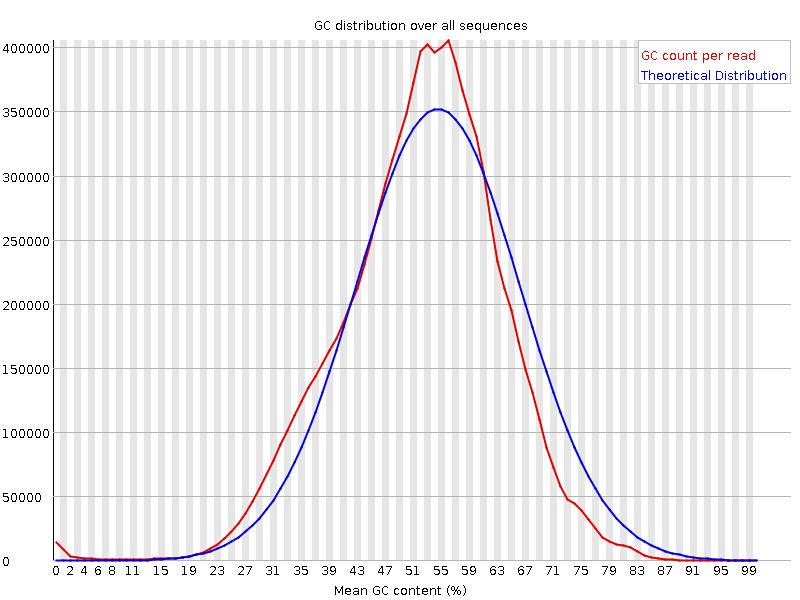 GC distribution over all sequences
GC count per read
Theoretical Distribution
400000
350000
300000
250000
200000
150000
100000
50000
0
0 2 4 6 8 11 15 19 23 27 31 35 39 43 47 51 55 59 63 67 71 75 79 83 87 91 95 99
Mean GC content (%)